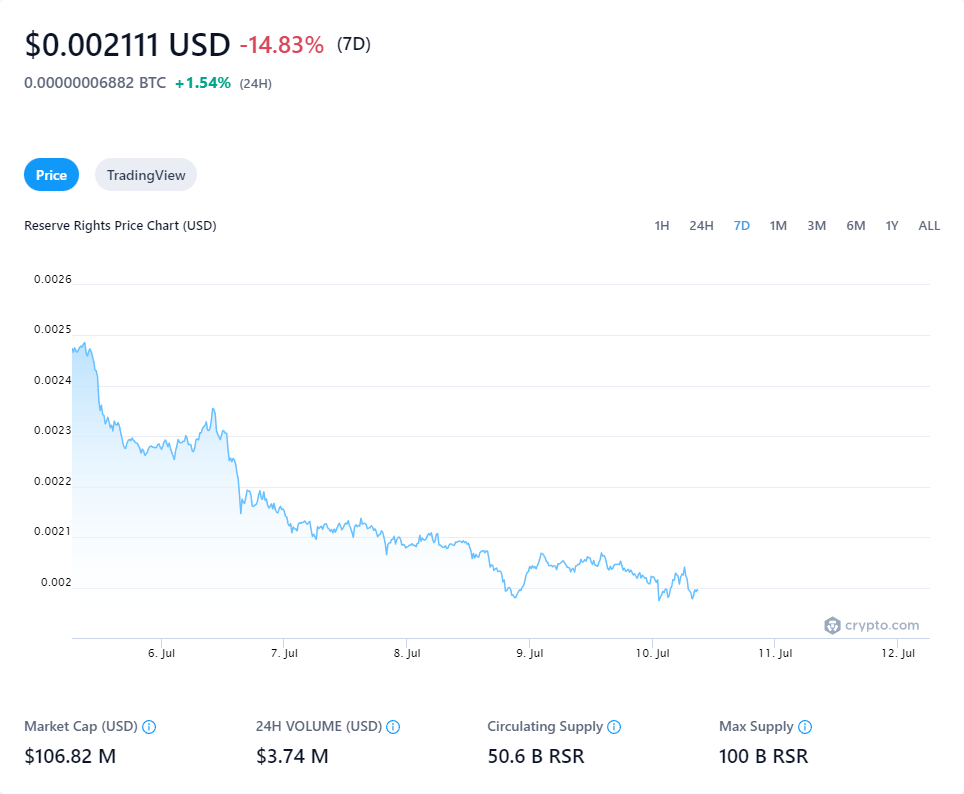 $0.002111 USD -14.83% (7D)
0.00000006882 BTC +1.54% (24H)
Price TradingView
Reserve Rights Price Chart (USD) 1H 24H 7D 1M 3M 6M 1Y ALL
0.0026
0.0025
0.0024
0.0023
0.0022
0.0021
0.002
crypto.com
6. Jul 7. Jul 8. Jul 9. Jul 10. Jul 11. Jul 12. Jul
Market Cap (USD) 24H VOLUME (USD) Circulating Supply Max Supply
$106.82 M $3.74 M 50.6 B RSR 100 B RSR